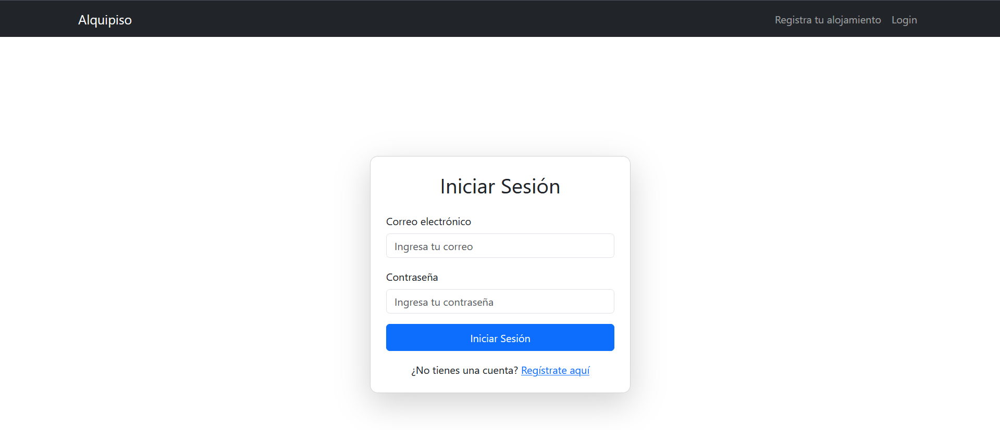 Alquipiso Registra tu alojamiento Login
Iniciar Sesión
Correo electrónico
Ingresa tu correo
Contraseña
Ingresa tu contraseña
Iniciar Sesión
¿No tienes una cuenta? Regístrate aquí